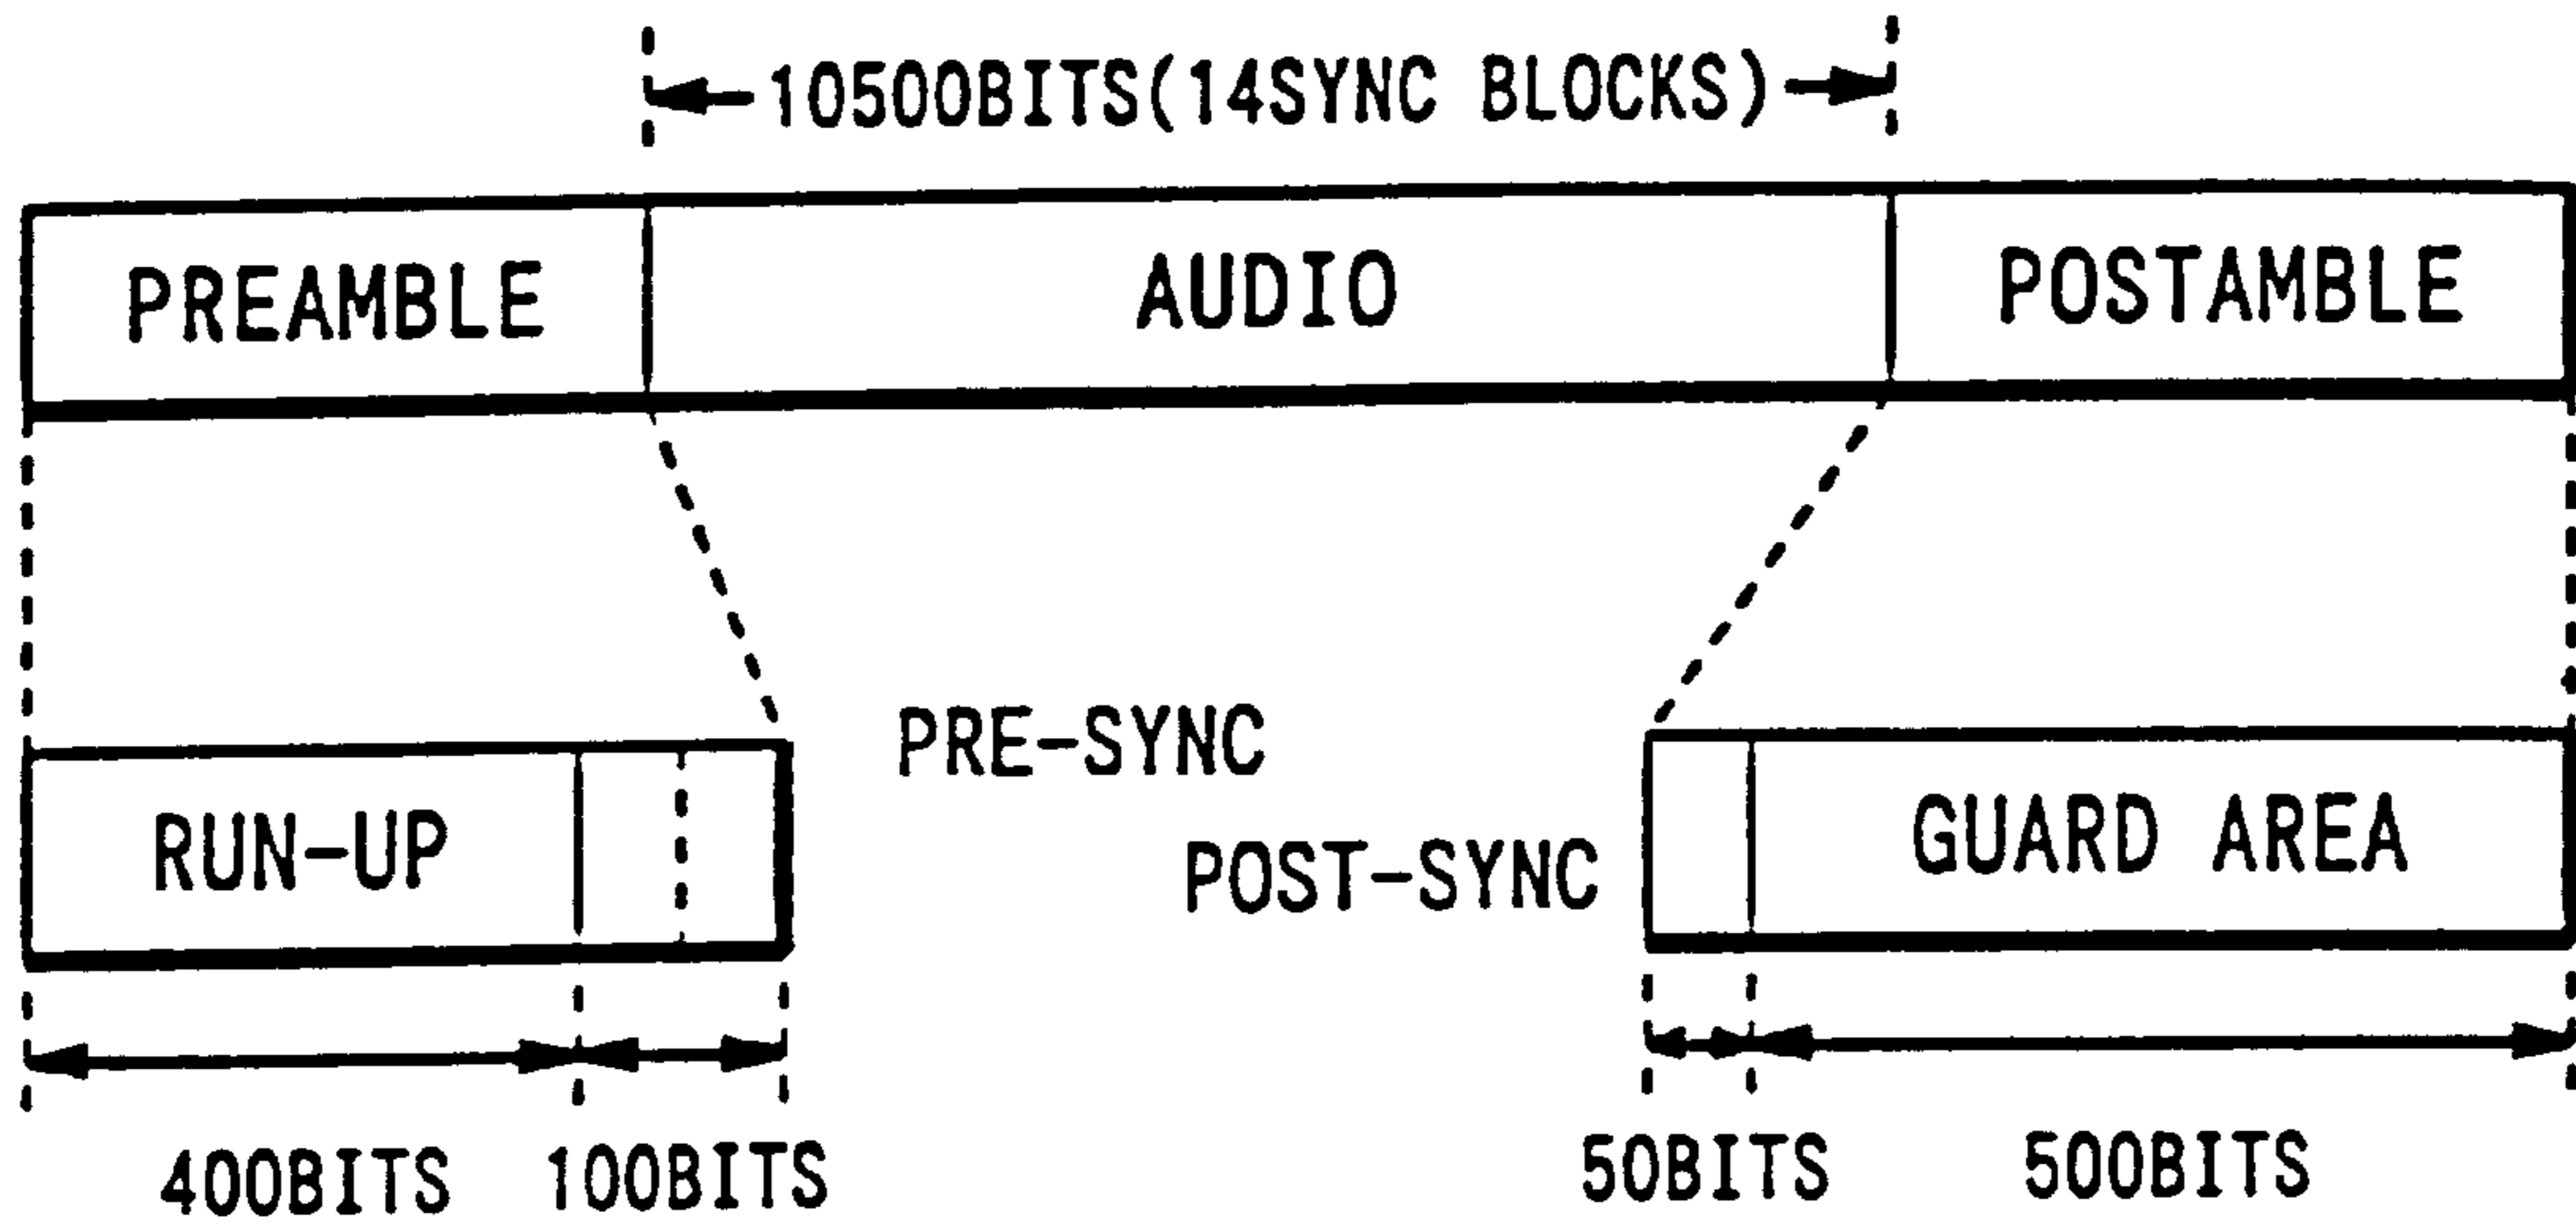 10500BITS(14SYNC BLOCKS)
PREAMBLE AUDIO POSTAMBLE
PRE-SYNC
RUN-UP POST-SYNC GUARD AREA
400BITS 100BITS 50BITS 500BITS